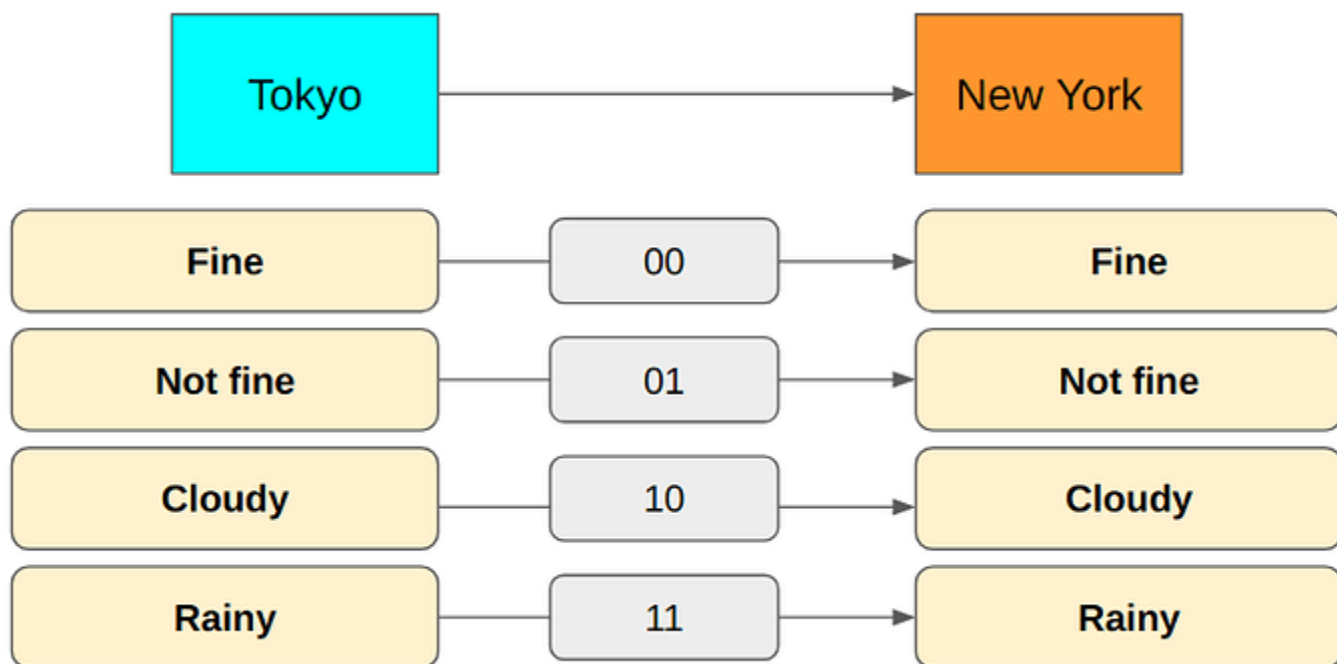 Tokyo
New York
Fine
00
Fine
Not fine
01
Not fine
Cloudy
10
Cloudy
Rainy
11
Rainy